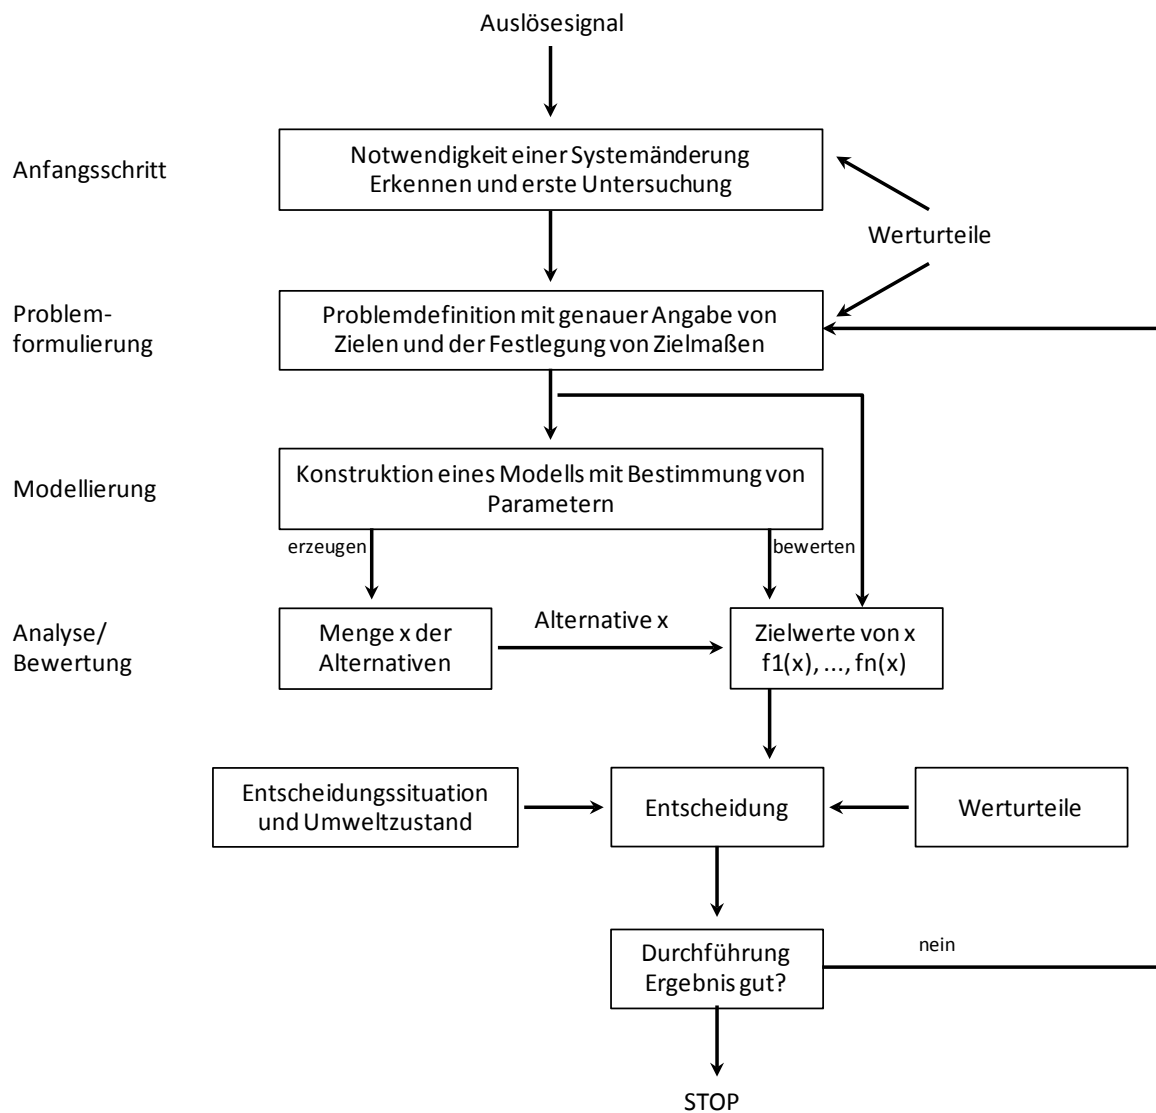 Auslösesignal
Anfangsschritt
Notwendigkeit einer Systemänderung
Erkennen und erste Untersuchung
Werturteile
Problem-
formulierung
Problemdefinition mit genauer Angabe von
Zielen und der Festlegung von Zielmaßen
Modellierung
Konstruktion eines Modells mit Bestimmung von
Parametern
erzeugen
bewerten
Analyse/
Bewertung
Menge x der
Alternativen
Alternative x
Zielwerte von x
f1(x), ..., fn(x)
Entscheidungssituation
und Umweltzustand
Entscheidung
Werturteile
Durchführung
Ergebnis gut?
nein
STOP